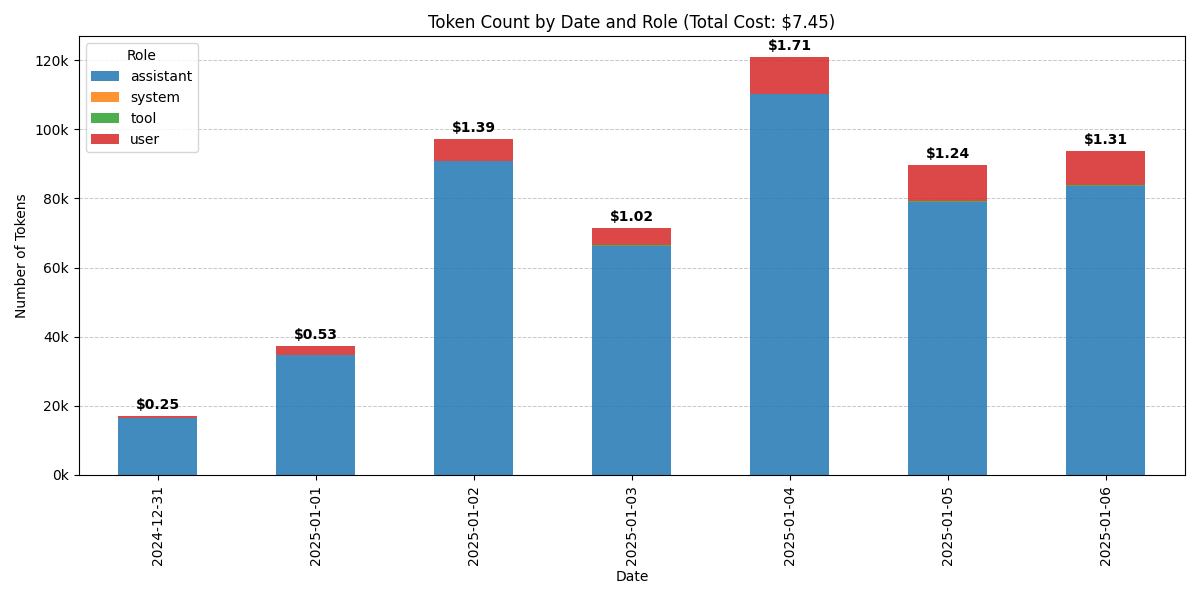 Token Count by Date and Role (Total Cost: $7.45)
Role
assistant
system
tool
user
Number of Tokens
120k
100k
80k
60k
40k
20k
0k
$0.25
$0.53
$1.39
$1.02
$1.71
$1.24
$1.31
2024-12-31
2025-01-01
2025-01-02
2025-01-03
2025-01-04
2025-01-05
2025-01-06
Date